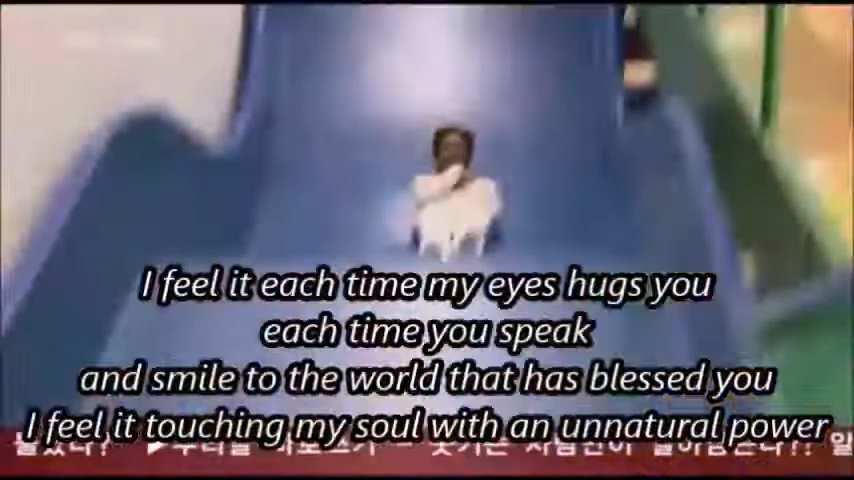 I feel it each time my eyes hugs you
each time you speak
and smile to the world that has blessed you
I feel it touching my soul with an unnatural power